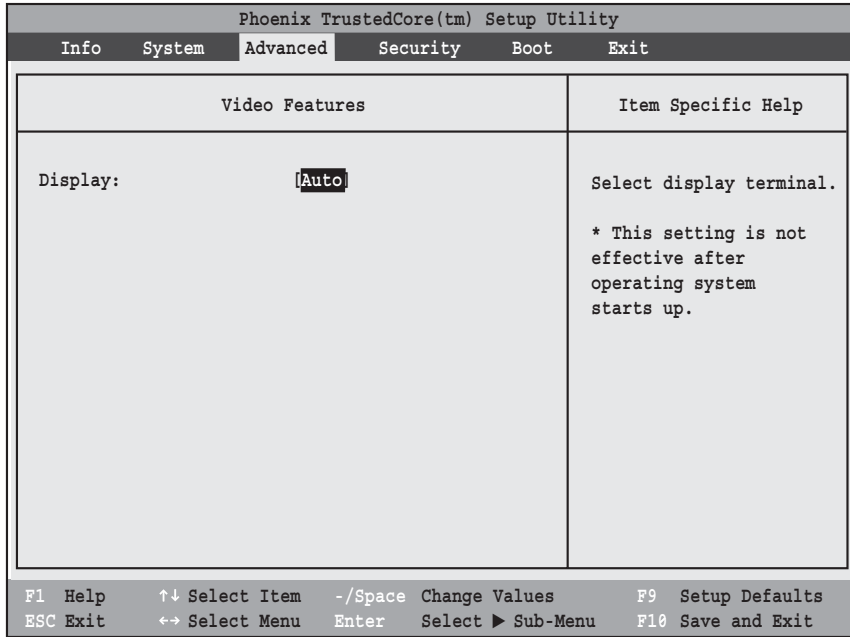 Phoenix TrustedCore(tm) Setup Utility
Info System Advanced Security Boot Exit
Video Features
Item Specific Help
Display: [Auto]
Select display terminal.
* This setting is not
effective after
operating system
starts up.
F1 Help ↑↓ Select Item -/Space Change Values F9 Setup Defaults
ESC Exit ←→ Select Menu Enter Select ▶ Sub-Menu F10 Save and Exit